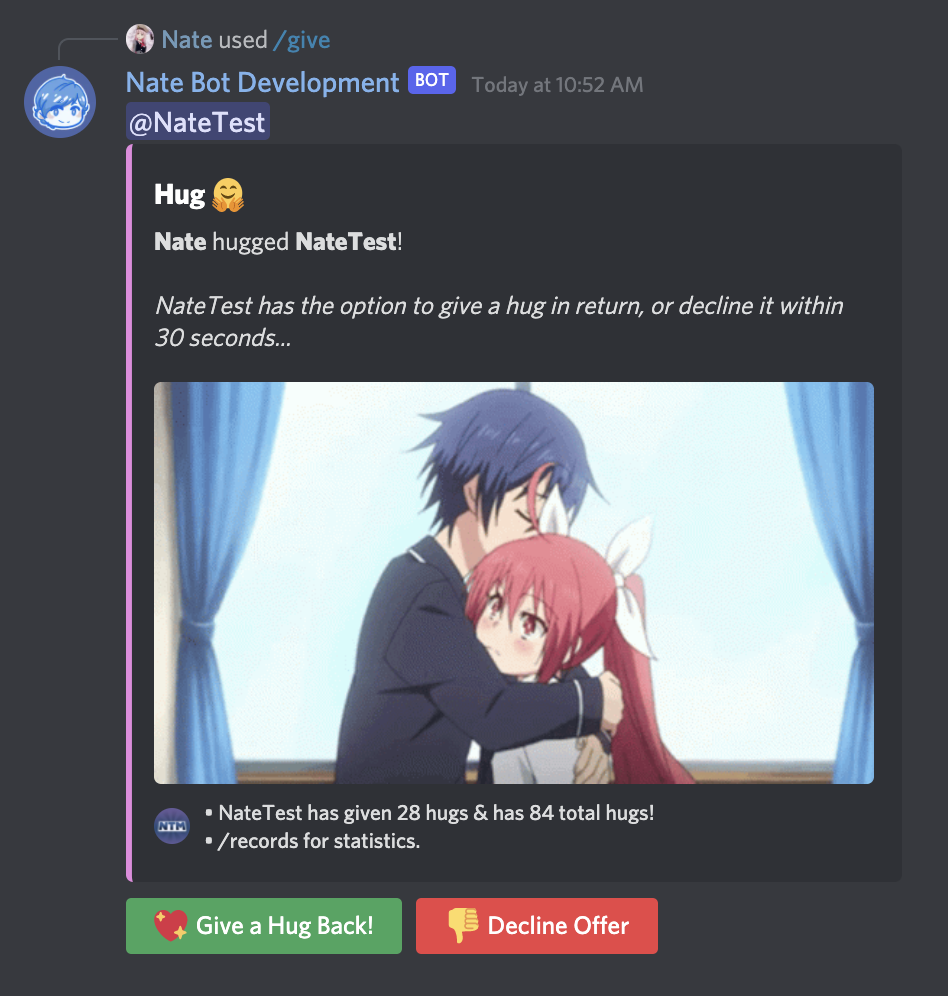 Nate used /give
Nate Bot Development BOT Today at 10:52 AM
@NateTest
Hug 🤗
Nate hugged NateTest!
NateTest has the option to give a hug in return, or decline it within
30 seconds...
NTM
• NateTest has given 28 hugs & has 84 total hugs!
• /records for statistics.
💖 Give a Hug Back!
👎 Decline Offer